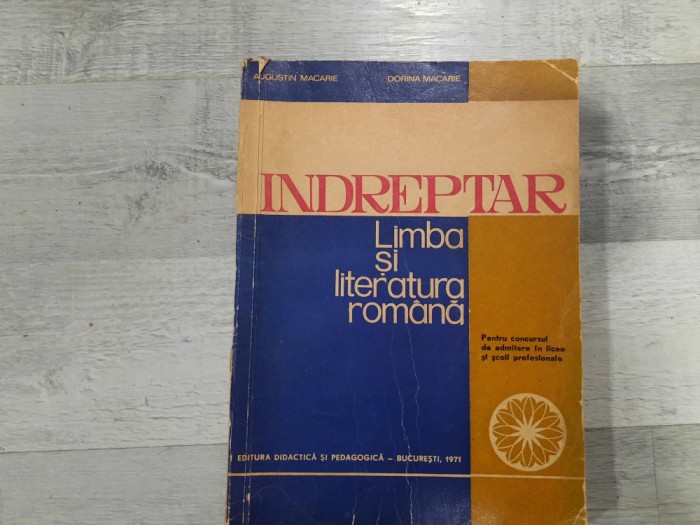 AUGUSTIN MACARIE DORINA MACARIE
INDREPTAR
Limba
și
literatura
română
Pentru concursul
de admitere în licee
și școli profesionale
EDITURA DIDACTICĂ ȘI PEDAGOGICĂ – BUCUREȘTI, 1971